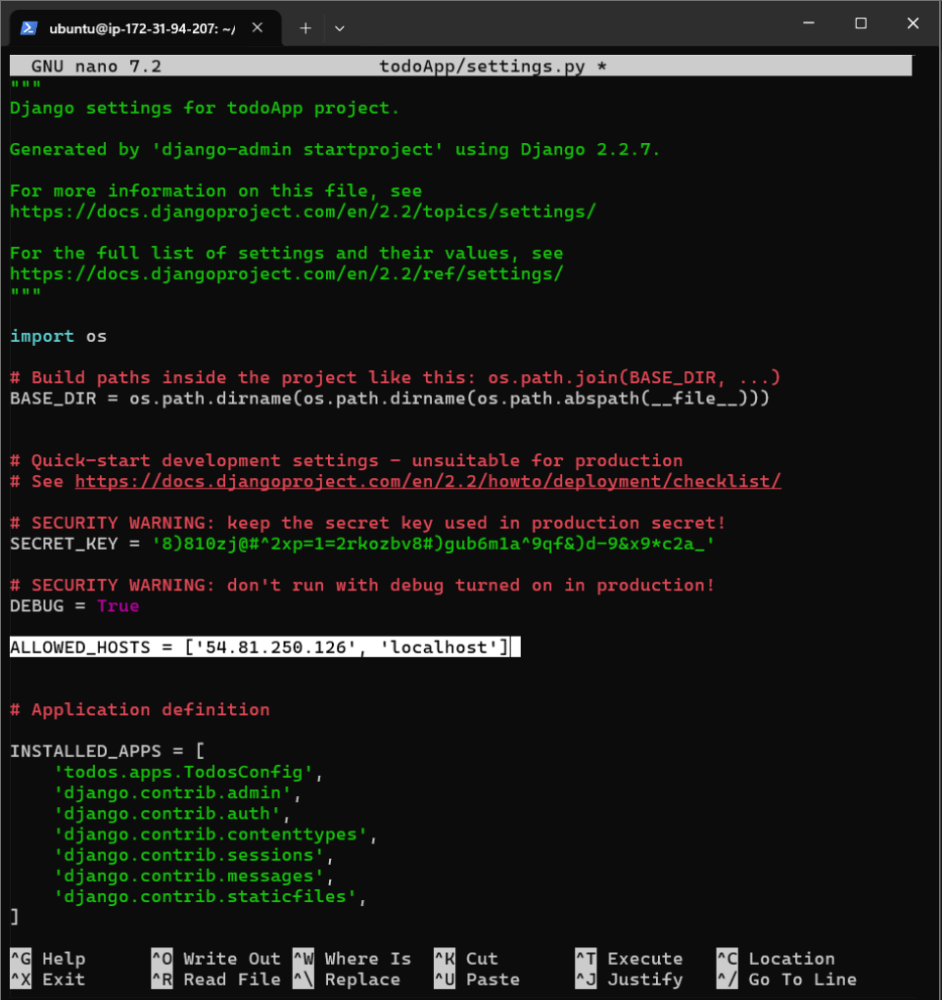 ubuntu@ip-172-31-94-207: ~/
GNU nano 7.2 todoApp/settings.py *
"""
Django settings for todoApp project.
Generated by 'django-admin startproject' using Django 2.2.7.
For more information on this file, see
https://docs.djangoproject.com/en/2.2/topics/settings/
For the full list of settings and their values, see
https://docs.djangoproject.com/en/2.2/ref/settings/
"""
import os
# Build paths inside the project like this: os.path.join(BASE_DIR, ...)
BASE_DIR = os.path.dirname(os.path.dirname(os.path.abspath(__file__)))
# Quick-start development settings - unsuitable for production
# See https://docs.djangoproject.com/en/2.2/howto/deployment/checklist/
# SECURITY WARNING: keep the secret key used in production secret!
SECRET_KEY = '8)810zj@#^2xp=1=2rkozbv8#)gub6m1a^9qf&)d-9&x9*c2a_'
# SECURITY WARNING: don't run with debug turned on in production!
DEBUG = True
ALLOWED_HOSTS = ['54.81.250.126', 'localhost']
# Application definition
INSTALLED_APPS = [
    'todos.apps.TodosConfig',
    'django.contrib.admin',
    'django.contrib.auth',
    'django.contrib.contenttypes',
    'django.contrib.sessions',
    'django.contrib.messages',
    'django.contrib.staticfiles',
]
^G Help ^O Write Out ^W Where Is ^K Cut ^T Execute ^C Location
^X Exit ^R Read File ^\ Replace ^U Paste ^J Justify ^/ Go To Line